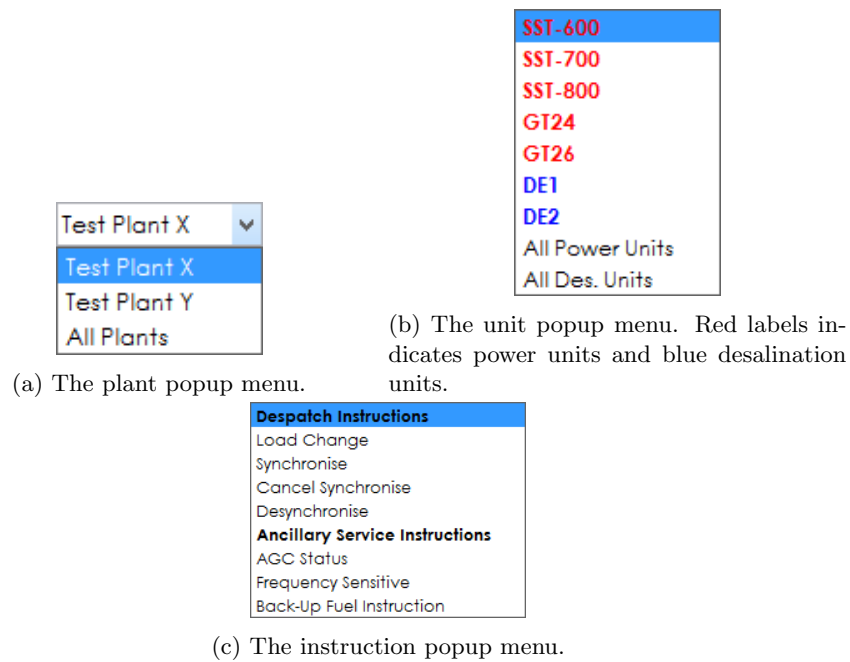 Test Plant X
Test Plant X
Test Plant Y
All Plants
(a) The plant popup menu.
SST-600
SST-700
SST-800
GT24
GT26
DE1
DE2
All Power Units
All Des. Units
(b) The unit popup menu. Red labels in-
dicates power units and blue desalination
units.
Despatch Instructions
Load Change
Synchronise
Cancel Synchronise
Desynchronise
Ancillary Service Instructions
AGC Status
Frequency Sensitive
Back-Up Fuel Instruction
(c) The instruction popup menu.